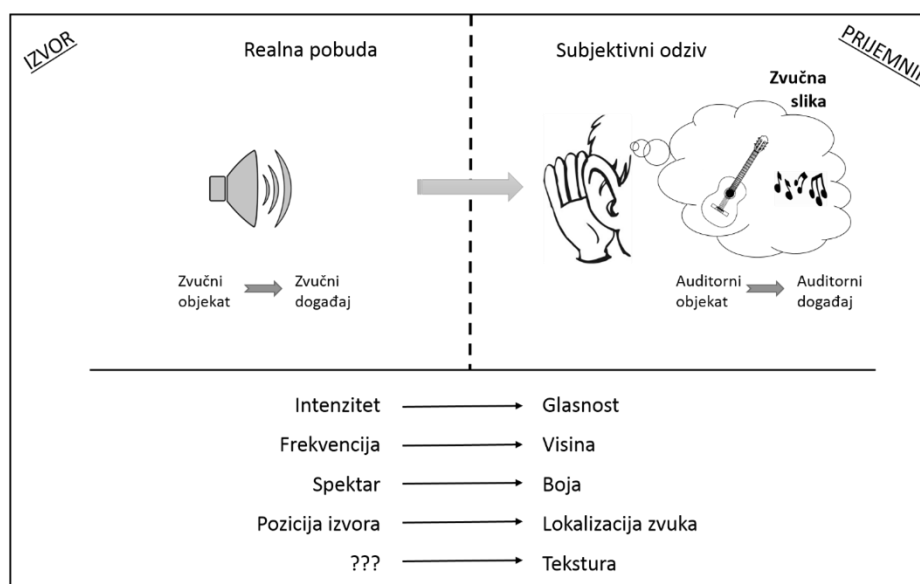 IZVOR
Realna pobuda
Subjektivni odziv
PRIJEMNIK
Zvučna
slika
Zvučni
objekat
Zvučni
događaj
Auditorni
objekat
Auditorni
događaj
Intenzitet
Glasnost
Frekvencija
Visina
Spektar
Boja
Pozicija izvora
Lokalizacija zvuka
???
Tekstura